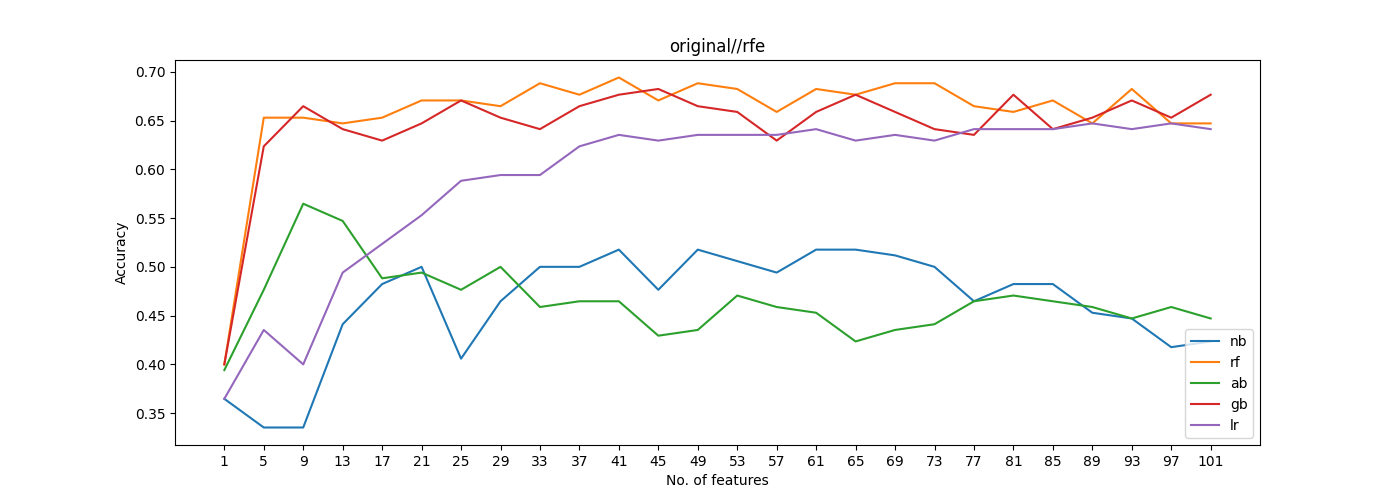 original//rfe
Accuracy
0.70
0.65
0.60
0.55
0.50
0.45
0.40
0.35
1 5 9 13 17 21 25 29 33 37 41 45 49 53 57 61 65 69 73 77 81 85 89 93 97 101
No. of features
nb
rf
ab
gb
lr